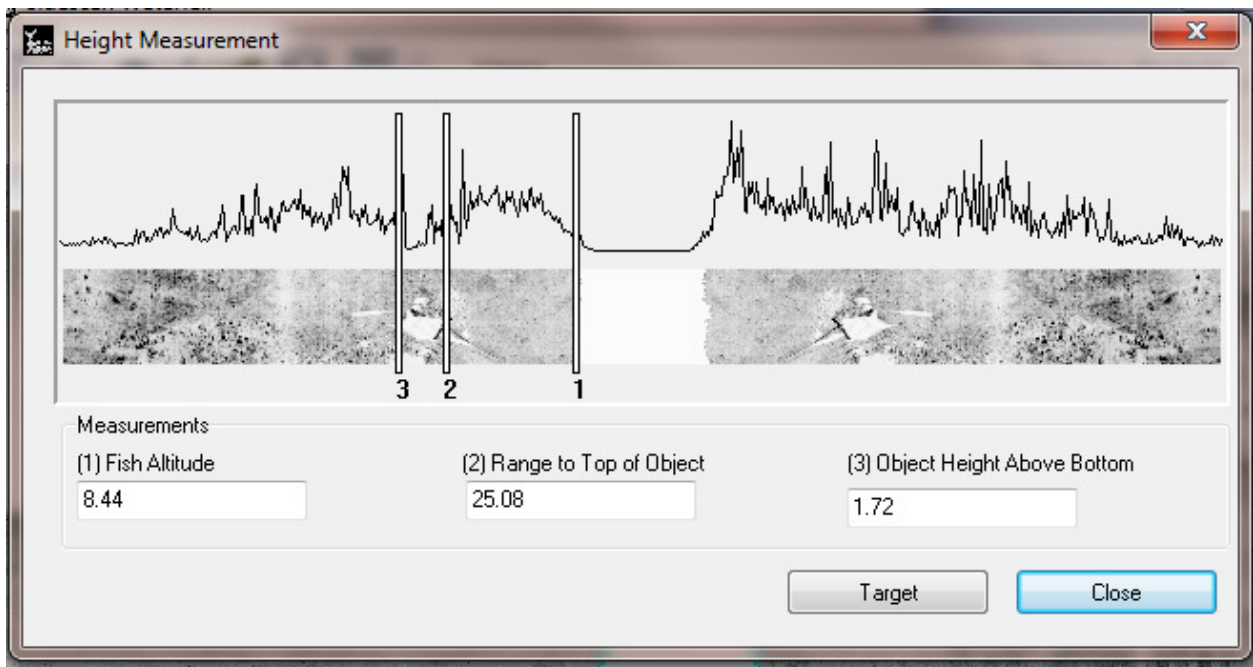 Height Measurement
3 2 1
Measurements
(1) Fish Altitude (2) Range to Top of Object (3) Object Height Above Bottom
8.44 25.08 1.72
Target Close